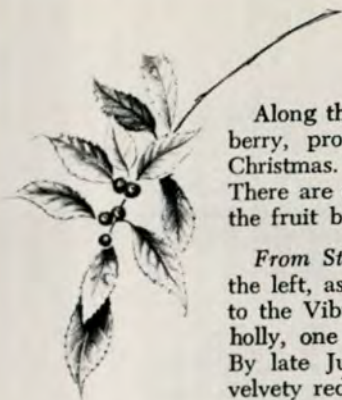 Along th
berry, pro
Christmas.
There are
the fruit b
From St
the left, as
to the Vib
holly, one
By late Ju
velvety red